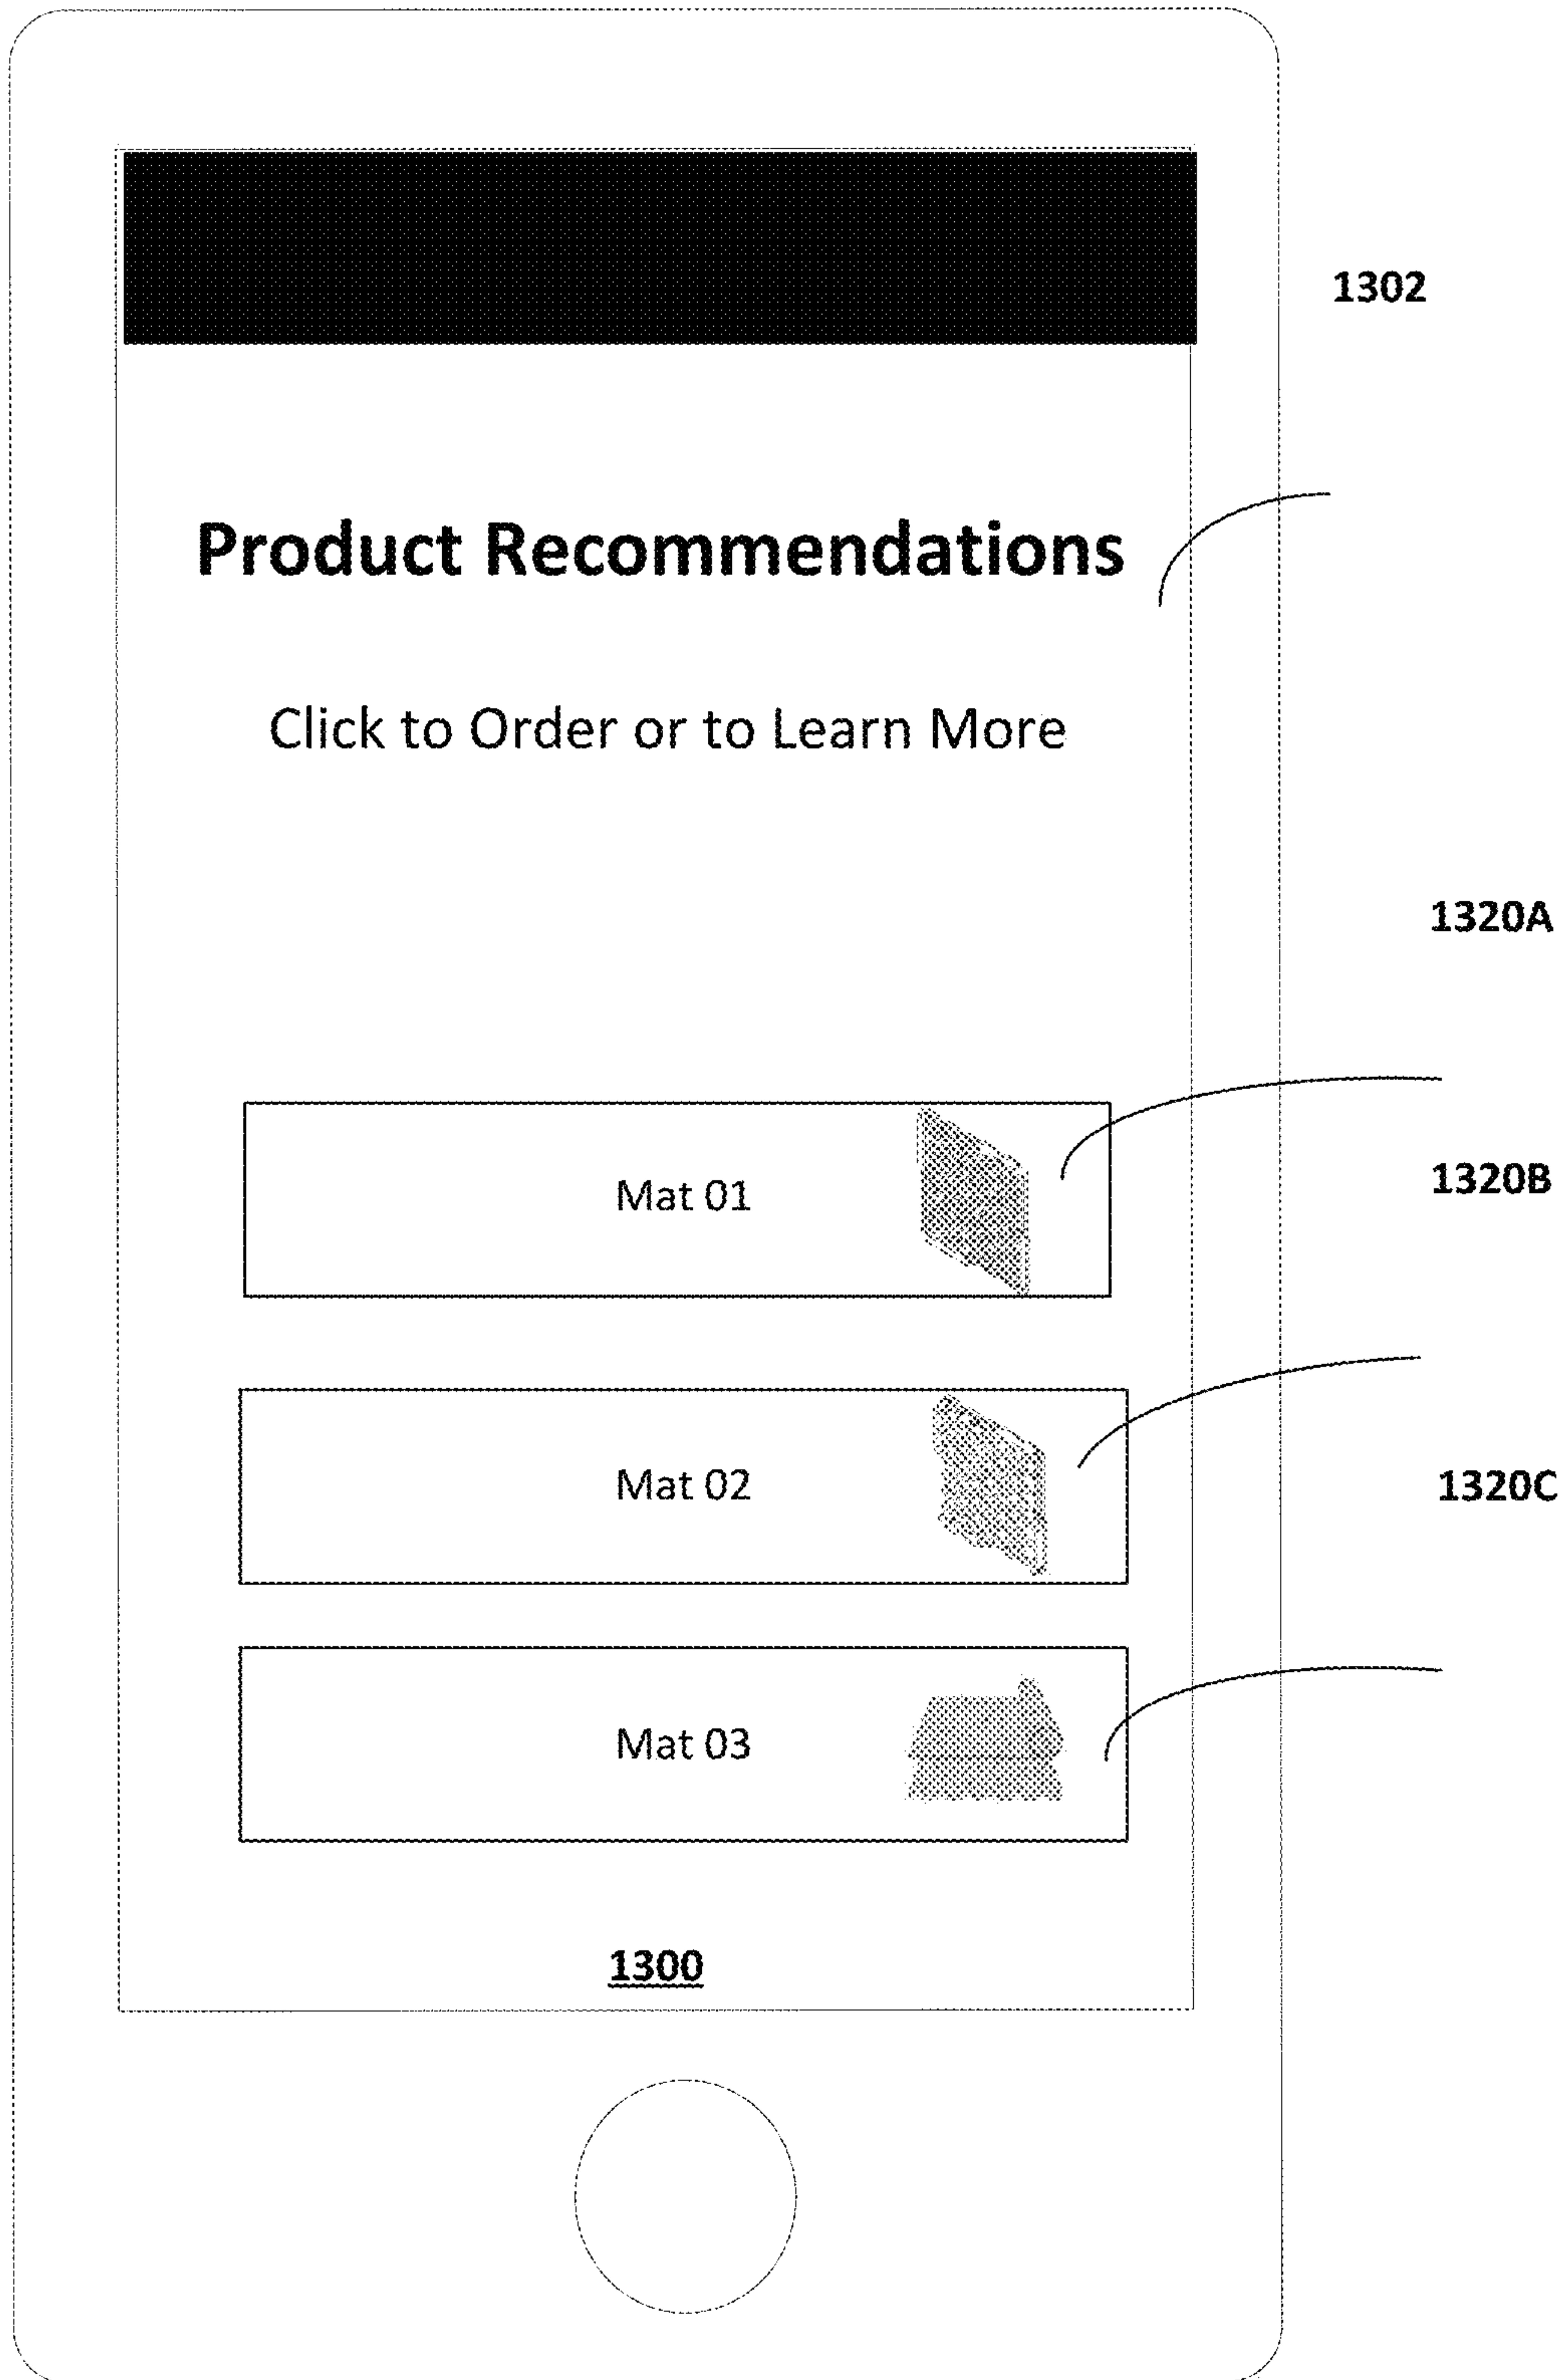 1302
Product Recommendations
Click to Order or to Learn More
1320A
Mat 01
1320B
Mat 02
1320C
Mat 03
1300